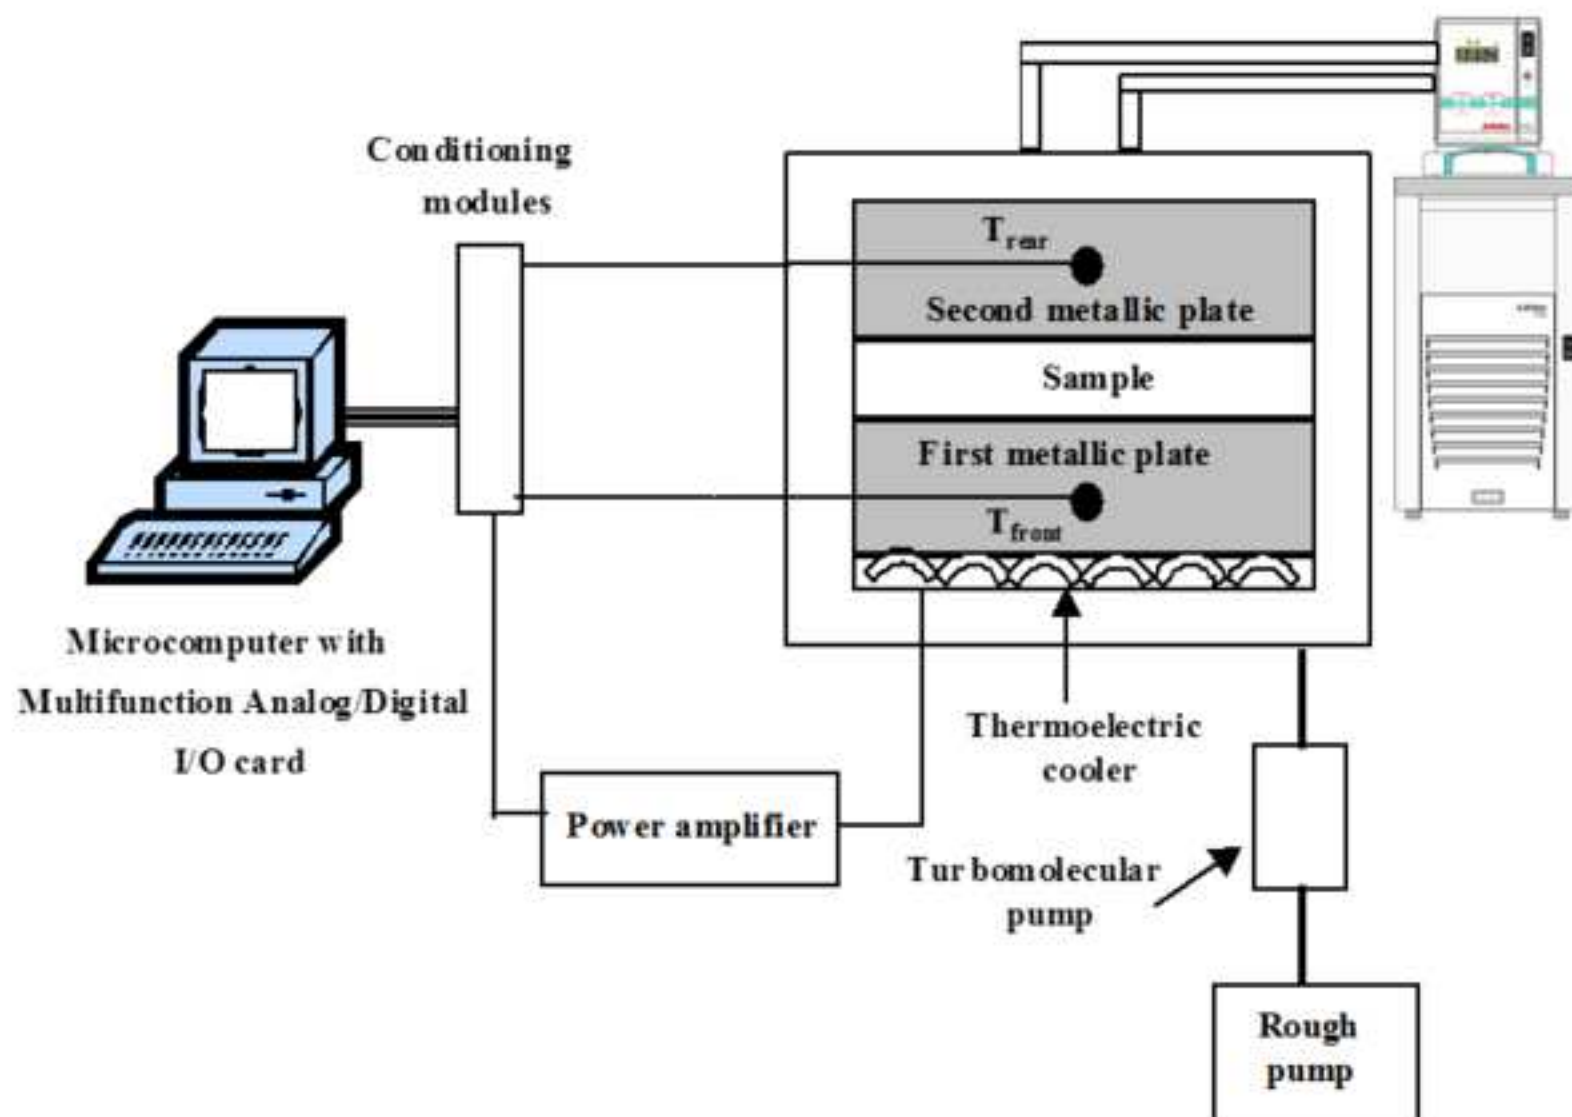 Conditioning
modules
T_rear
Second metallic plate
Sample
First metallic plate
T_front
Microcomputer with
Multifunction Analog/Digital
I/O card
Thermoelectric
cooler
Power amplifier
Turbomolecular
pump
Rough
pump